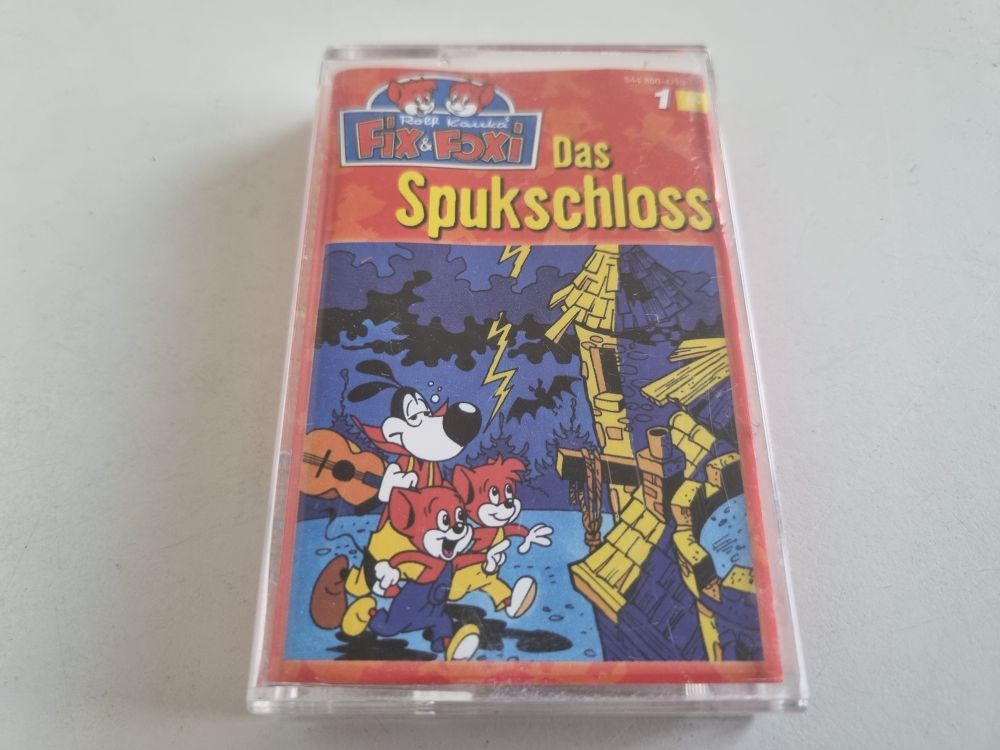 Rolf Kauka's
FIX & FOXI
1
Das
Spukschloss